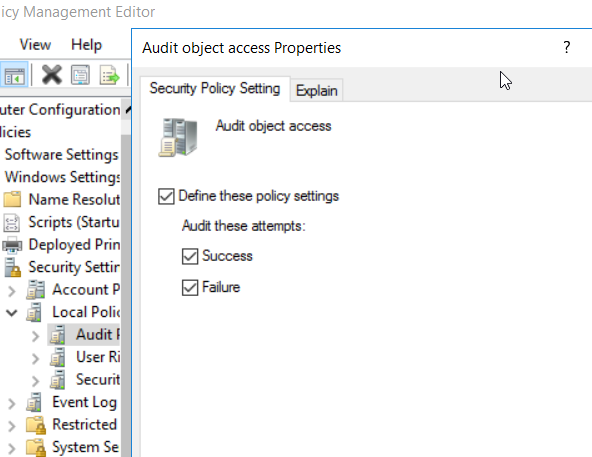 icy Management Editor
View Help
Audit object access Properties
?
Security Policy Setting Explain
Audit object access
Define these policy settings
Audit these attempts:
Success
Failure
uter Configuration
licies
Software Settings
Windows Settings
Name Resolut
Scripts (Startu
Deployed Prin
Security Settin
Account P
Local Polic
Audit P
User Ri
Securit
Event Log
Restricted
System Se